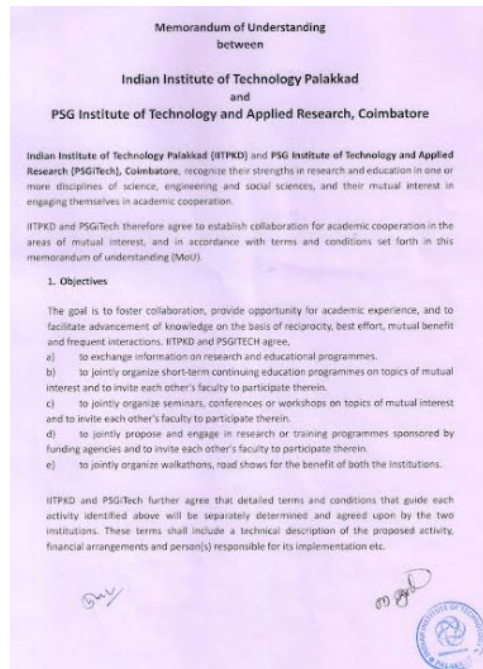 Memorandum of Understanding
between
Indian Institute of Technology Palakkad
and
PSG Institute of Technology and Applied Research, Coimbatore
Indian Institute of Technology Palakkad (IITPKD) and PSG Institute of Technology and Applied
Research (PSGiTech), Coimbatore, recognize their strengths in research and education in one or
more disciplines of science, engineering and social sciences, and their mutual interest in
engaging themselves in academic cooperation.
IITPKD and PSGiTech therefore agree to establish collaboration for academic cooperation in the
areas of mutual interest, and in accordance with terms and conditions set forth in this
memorandum of understanding (MoU).
1. Objectives
The goal is to foster collaboration, provide opportunity for academic experience, and to
facilitate advancement of knowledge on the basis of reciprocity, best effort, mutual benefit
and frequent interactions. IITPKD and PSGITECH agree,
a) to exchange information on research and educational programmes.
b) to jointly organize short-term continuing education programmes on topics of mutual
interest and to invite each other's faculty to participate therein.
c) to jointly organize seminars, conferences or workshops on topics of mutual interest
and to invite each other's faculty to participate therein.
d) to jointly propose and engage in research or training programmes sponsored by
funding agencies and to invite each other's faculty to participate therein.
e) to jointly organize walkathons, road shows for the benefit of both the Institutions.
IITPKD and PSGiTech further agree that detailed terms and conditions that guide each
activity identified above will be separately determined and agreed upon by the two
institutions. These terms shall include a technical description of the proposed activity,
financial arrangements and person(s) responsible for its implementation etc.
INDIAN INSTITUTE OF TECHNOLOGY